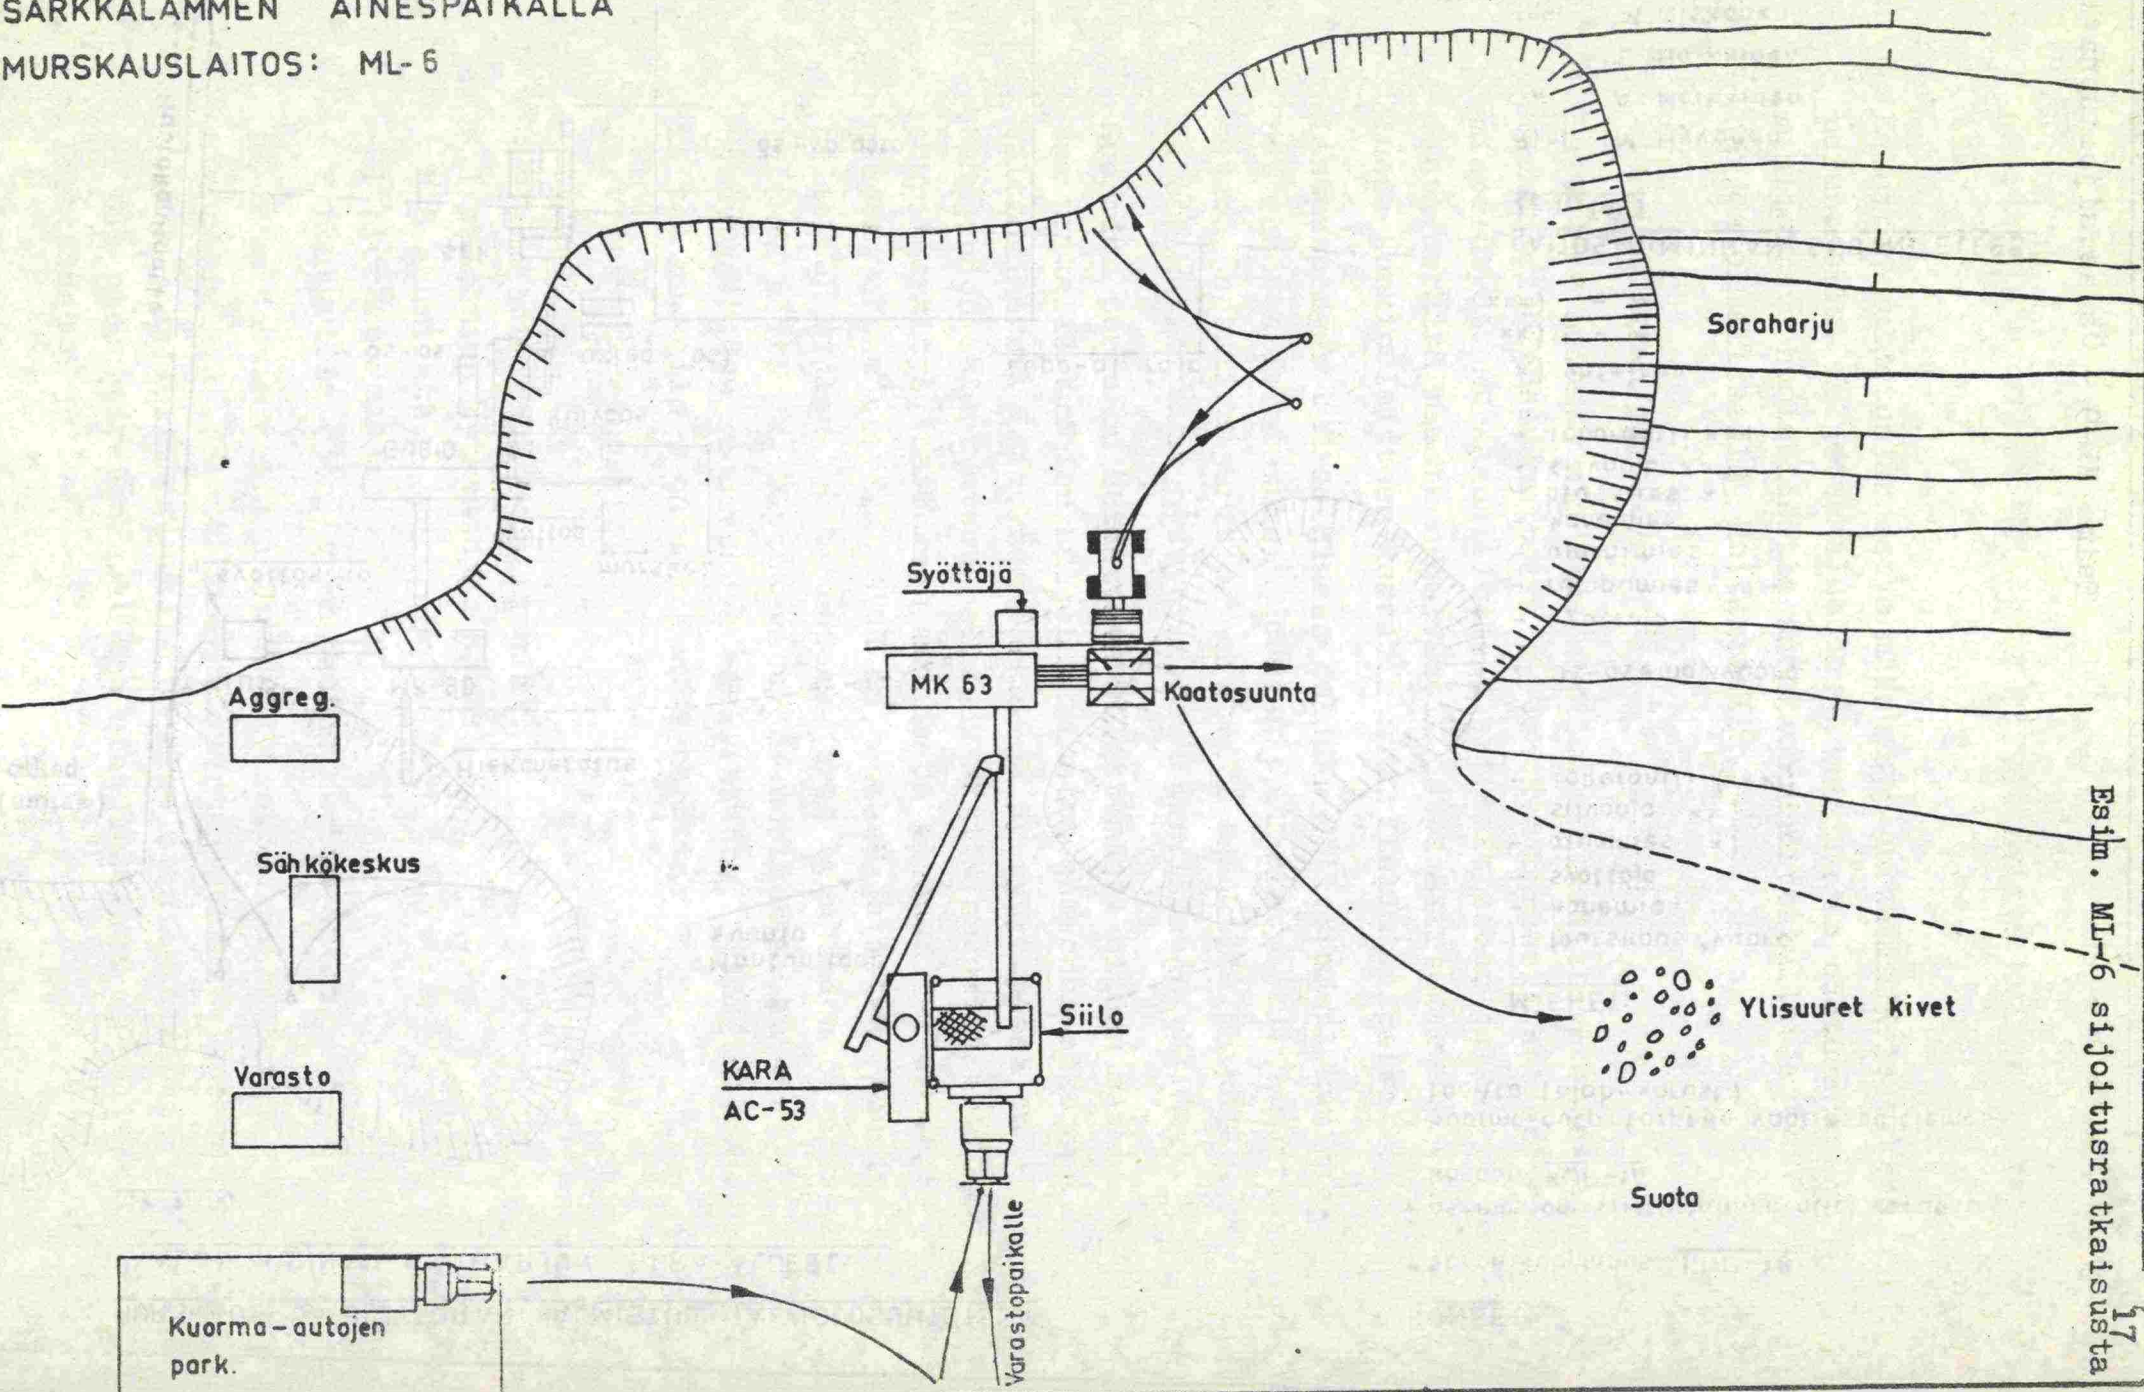 SÄRKKÄLAMMEN AINESPAIKALLA
MURSKAUSLAITOS: ML-6
Soraharju
Syöttäjä
MK 63
Kaatosuunta
Aggreg.
Sähkökeskus
Varasto
Siilo
KARA
AC-53
Ylisuuret kivet
Suota
Varastopaikalle
Kuorma-autojen
park.
Esim. ML-6 sijoitusratkaisusta
17